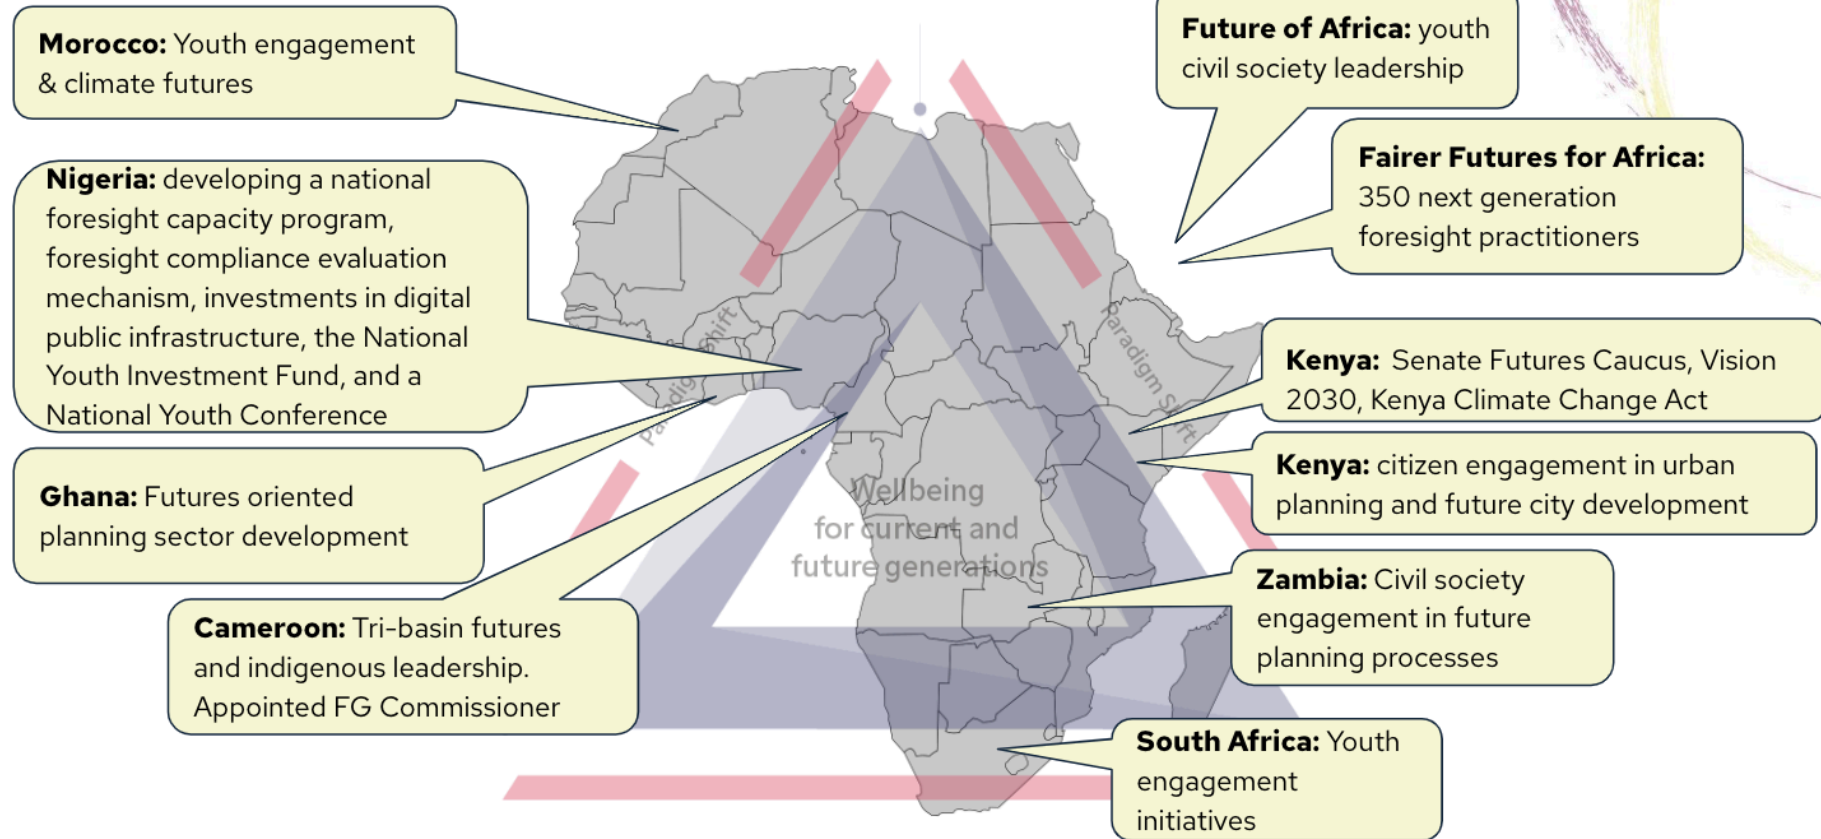 Morocco: Youth engagement
& climate futures
Nigeria: developing a national
foresight capacity program,
foresight compliance evaluation
mechanism, investments in digital
public infrastructure, the National
Youth Investment Fund, and a
National Youth Conference
Ghana: Futures oriented
planning sector development
Cameroon: Tri-basin futures
and indigenous leadership.
Appointed FG Commissioner
Paradigm Shift
Wellbeing
for current and
future generations
Paradigm Shift
Future of Africa: youth
civil society leadership
Fairer Futures for Africa:
350 next generation
foresight practitioners
Kenya: Senate Futures Caucus, Vision
2030, Kenya Climate Change Act
Kenya: citizen engagement in urban
planning and future city development
Zambia: Civil society
engagement in future
planning processes
South Africa: Youth
engagement
initiatives